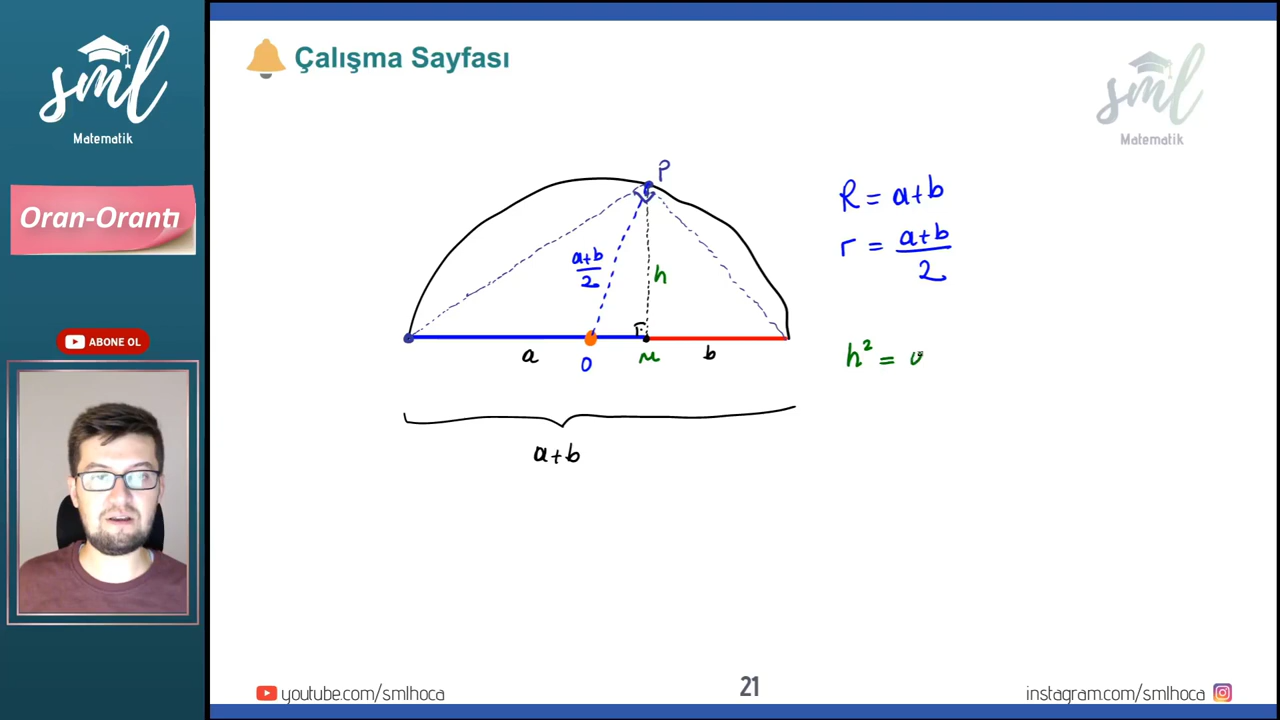 sml
Matematik
Oran-Orantı
ABONE OL
Çalışma Sayfası
sml
Matematik
P
R = a+b
r = a+b/2
a+b/2
h
a
O
M
b
h² =
a+b
youtube.com/smlhoca
21
instagram.com/smlhoca